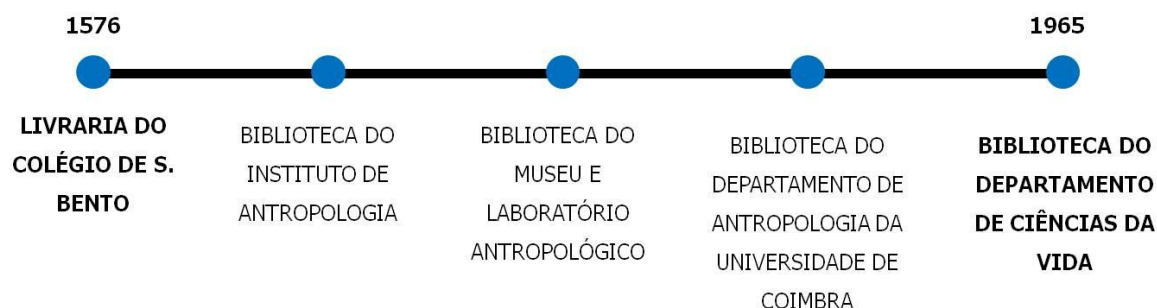 1576
1965
LIVRARIA DO
COLÉGIO DE S.
BENTO
BIBLIOTECA DO
INSTITUTO DE
ANTROPOLOGIA
BIBLIOTECA DO
MUSEU E
LABORATÓRIO
ANTROPOLÓGICO
BIBLIOTECA DO
DEPARTAMENTO DE
ANTROPOLOGIA DA
UNIVERSIDADE DE
COIMBRA
BIBLIOTECA DO
DEPARTAMENTO
DE CIÊNCIAS DA
VIDA